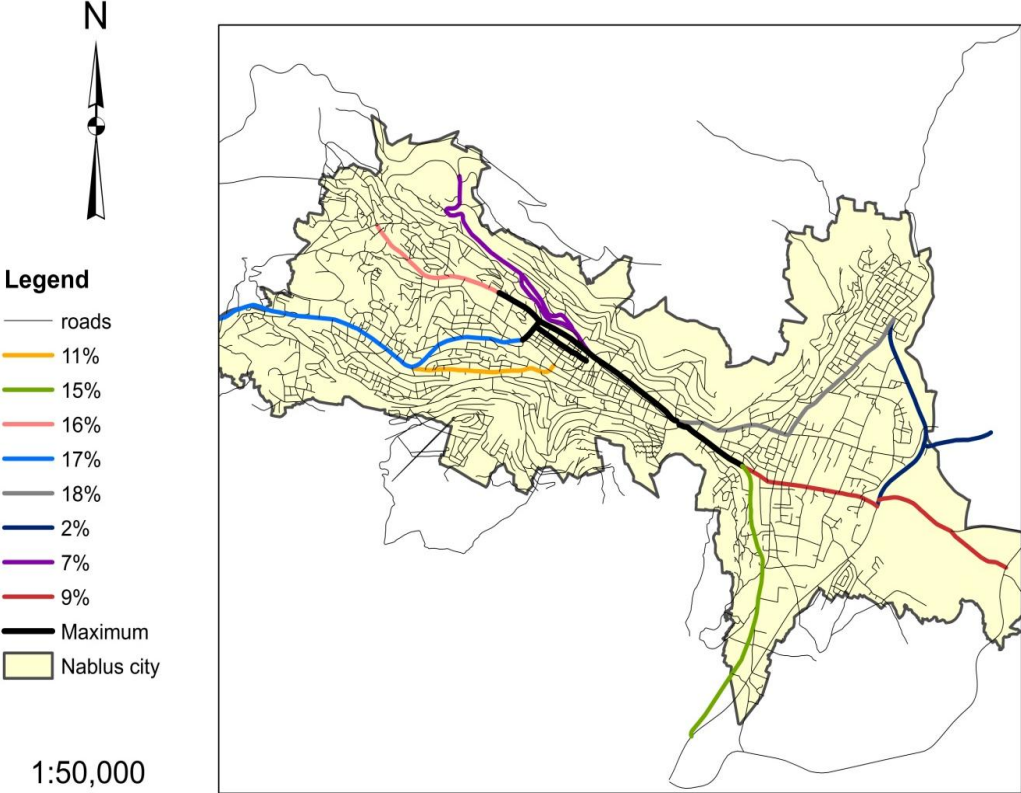 N
Legend
roads
11%
15%
16%
17%
18%
2%
7%
9%
Maximum
Nablus city
1:50,000